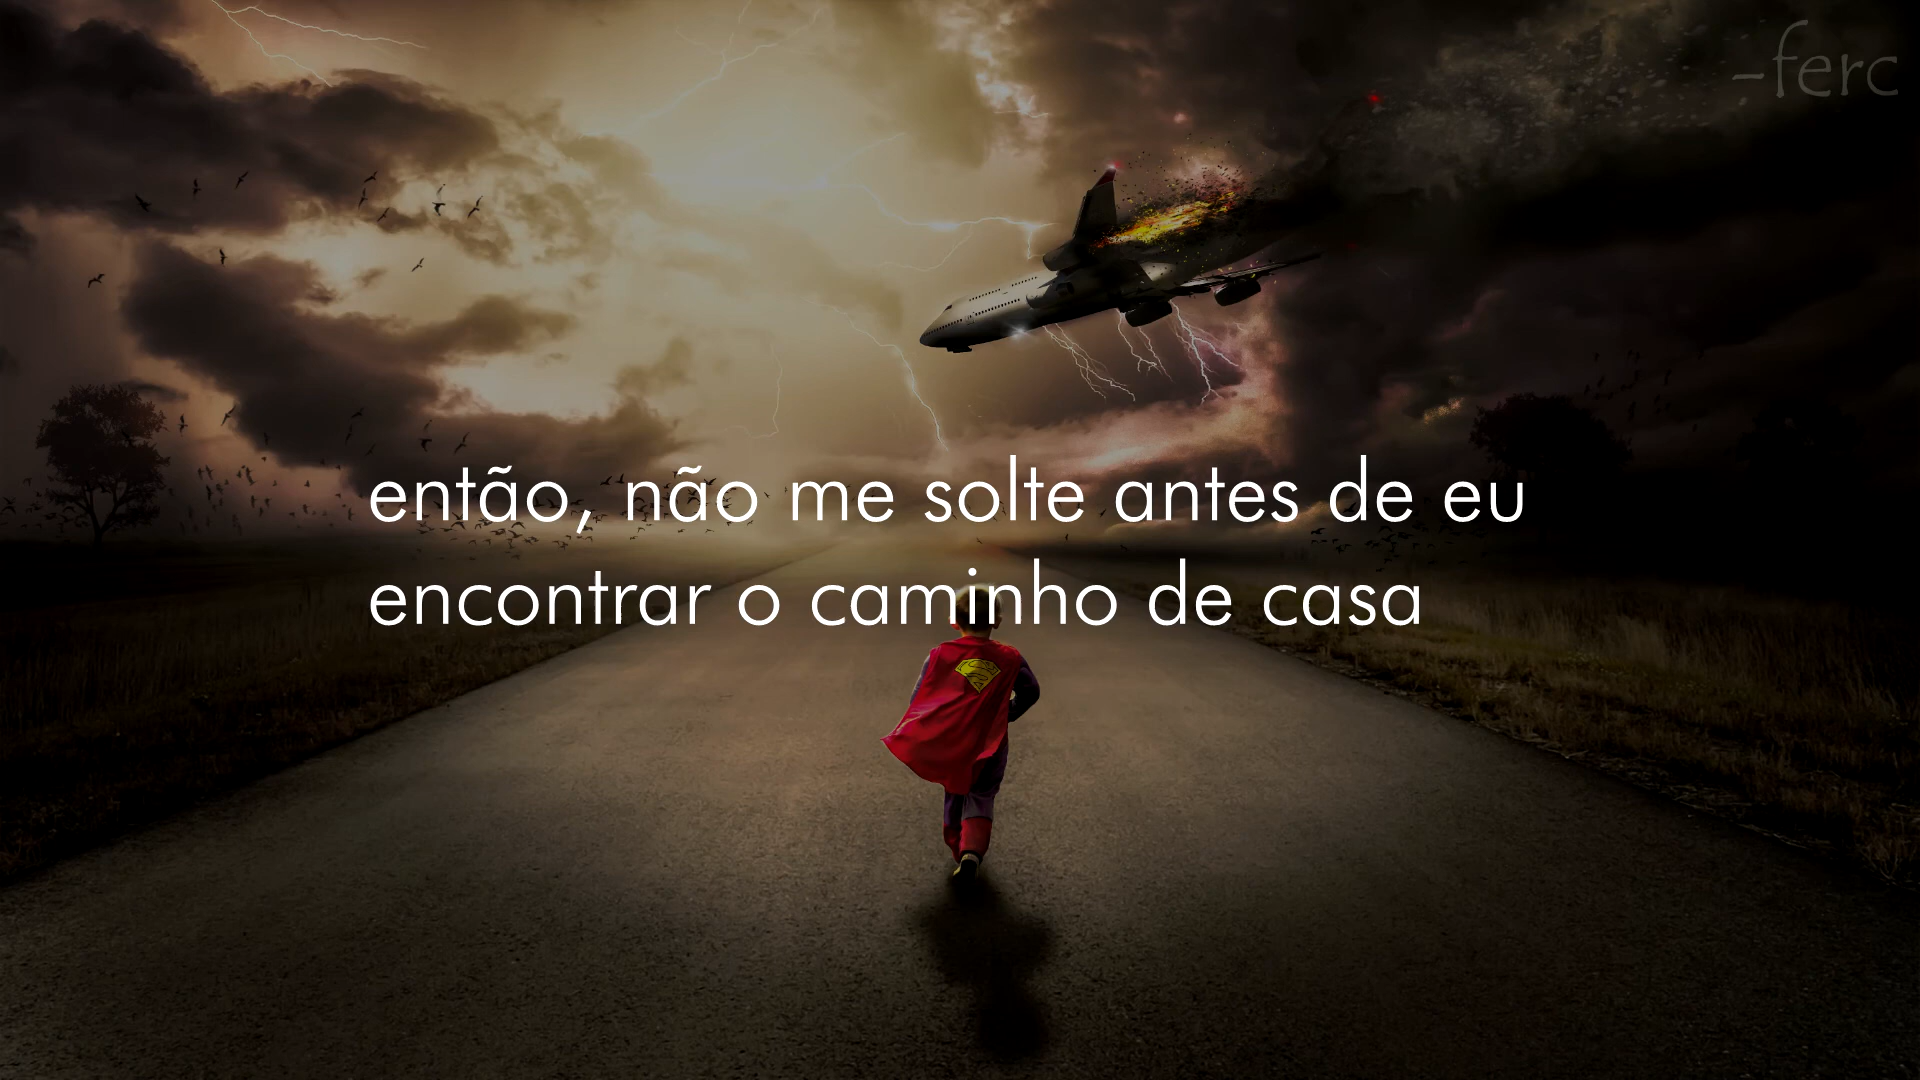 -ferc
então, não me solte antes de eu
encontrar o caminho de casa